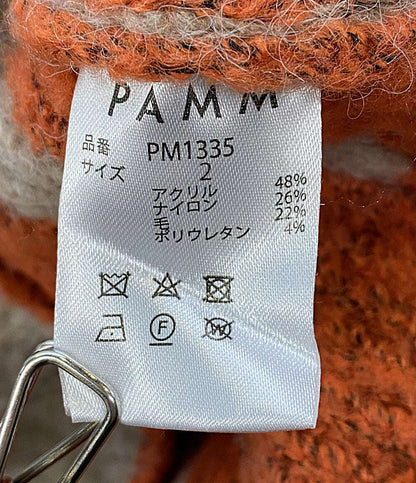 PAMM
品番 PM1335
サイズ 2
アクリル 48%
ナイロン 26%
毛 22%
ポリウレタン 4%
F W